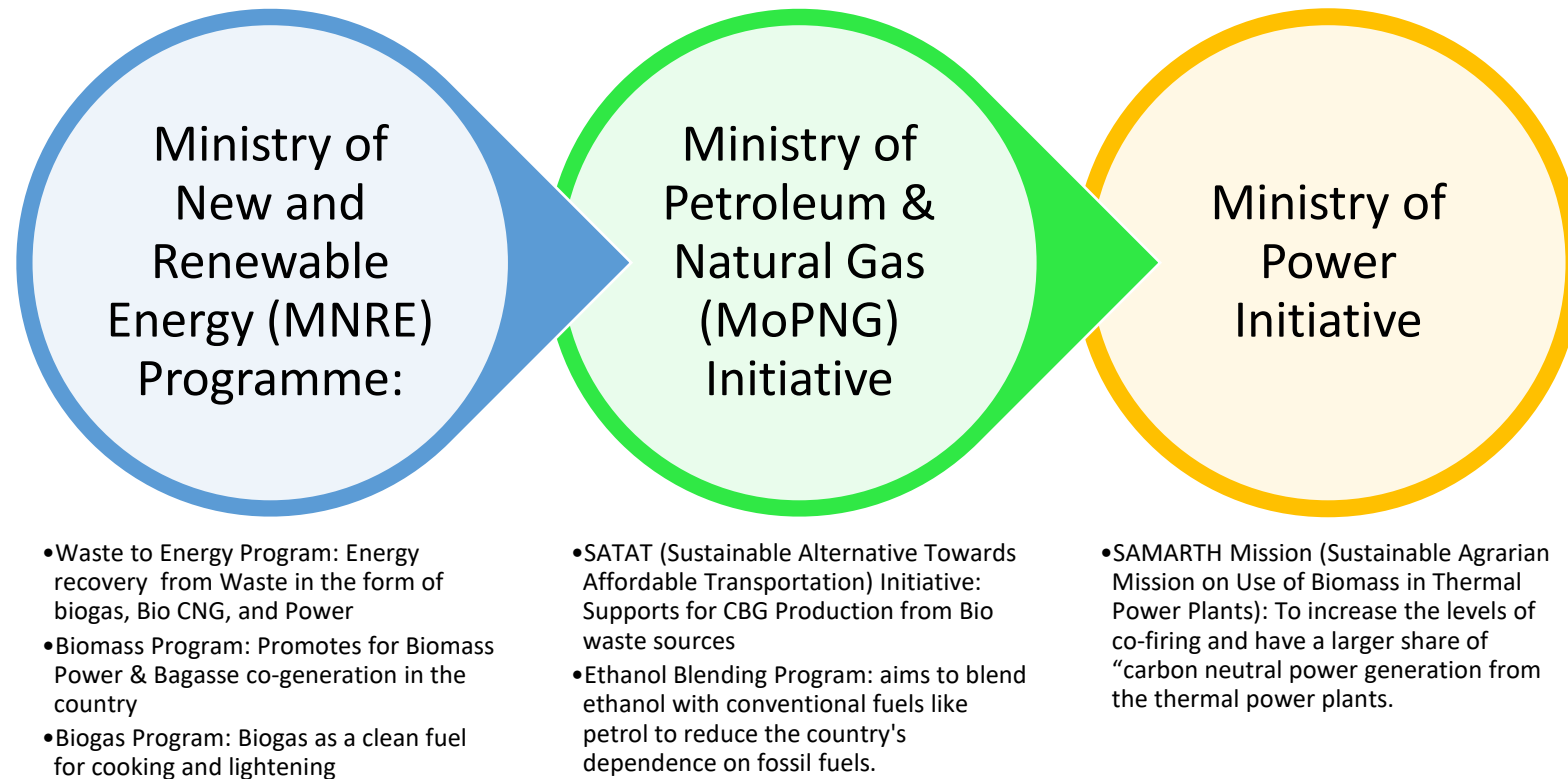 Ministry of
New and
Renewable
Energy (MNRE)
Programme:
•Waste to Energy Program: Energy
recovery from Waste in the form of
biogas, Bio CNG, and Power
•Biomass Program: Promotes for Biomass
Power & Bagasse co-generation in the
country
•Biogas Program: Biogas as a clean fuel
for cooking and lightening
Ministry of
Petroleum &
Natural Gas
(MoPNG)
Initiative
•SATAT (Sustainable Alternative Towards
Affordable Transportation) Initiative:
Supports for CBG Production from Bio
waste sources
•Ethanol Blending Program: aims to blend
ethanol with conventional fuels like
petrol to reduce the country's
dependence on fossil fuels.
Ministry of
Power
Initiative
•SAMARTH Mission (Sustainable Agrarian
Mission on Use of Biomass in Thermal
Power Plants): To increase the levels of
co-firing and have a larger share of
“carbon neutral power generation from
the thermal power plants.